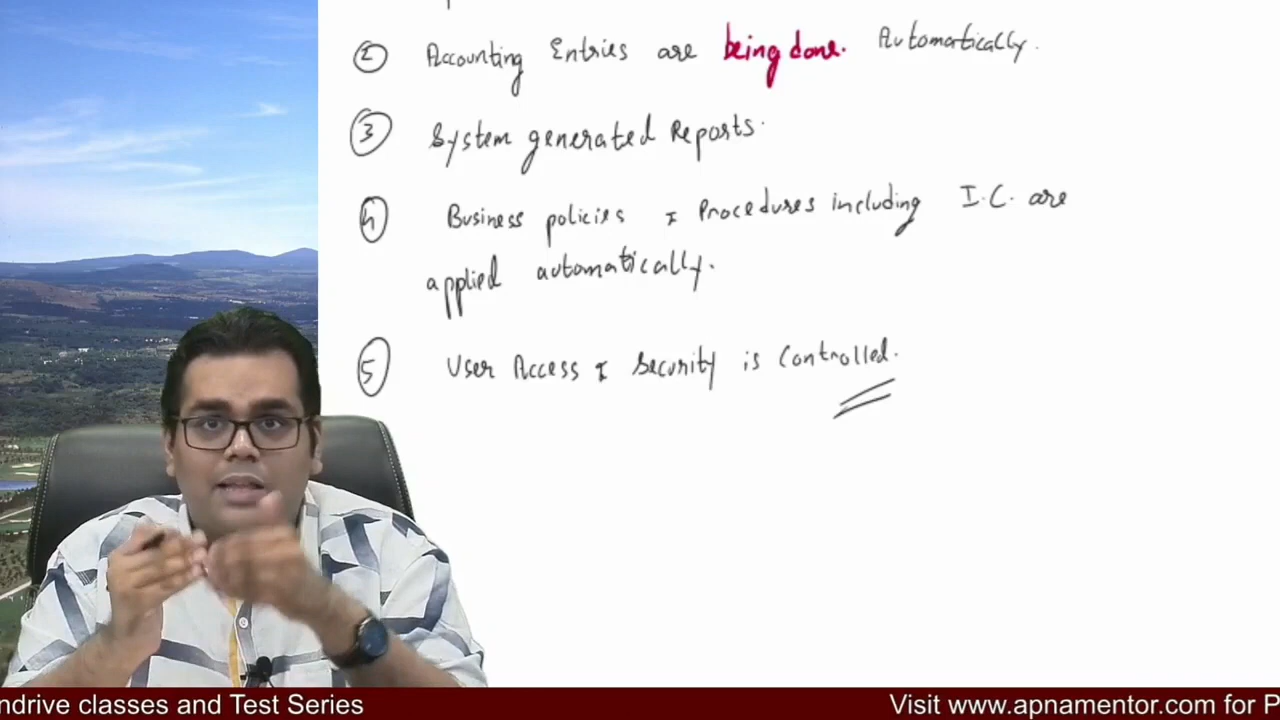 ② Accounting Entries are being done. Automatically.
③ System generated Reports.
④ Business policies & Procedures including I.C. are
applied automatically.
⑤ User Access & Security is Controlled.
ndrive classes and Test Series Visit www.apnamentor.com for P